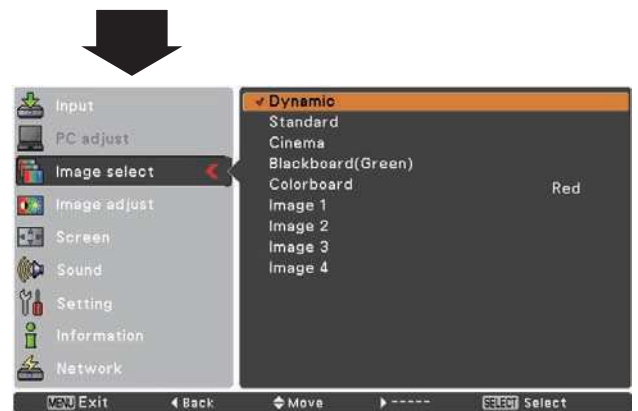 Input
PC adjust
Image select
Image adjust
Screen
Sound
Setting
Information
Network
Dynamic
Standard
Cinema
Blackboard(Green)
Colorboard Red
Image 1
Image 2
Image 3
Image 4
MENU Exit Back Move ----- SELECT Select